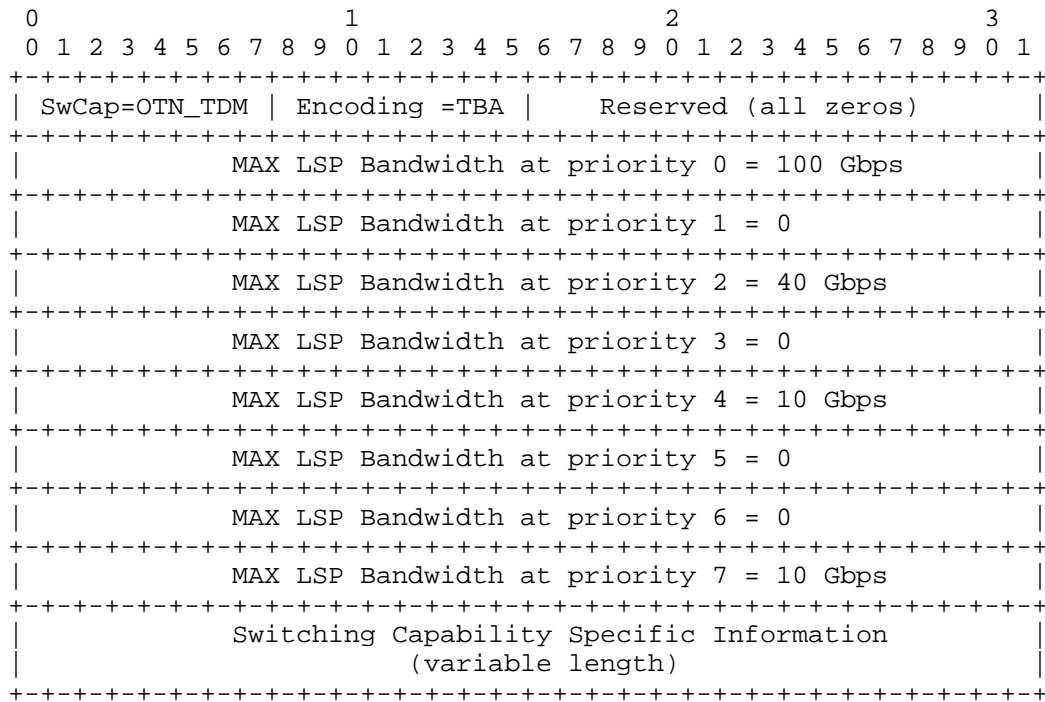 0                   1                   2                   3
 0 1 2 3 4 5 6 7 8 9 0 1 2 3 4 5 6 7 8 9 0 1 2 3 4 5 6 7 8 9 0 1
+-+-+-+-+-+-+-+-+-+-+-+-+-+-+-+-+-+-+-+-+-+-+-+-+-+-+-+-+-+-+-+-+
| SwCap=OTN_TDM | Encoding =TBA |    Reserved (all zeros)       |
+-+-+-+-+-+-+-+-+-+-+-+-+-+-+-+-+-+-+-+-+-+-+-+-+-+-+-+-+-+-+-+-+
|             MAX LSP Bandwidth at priority 0 = 100 Gbps        |
+-+-+-+-+-+-+-+-+-+-+-+-+-+-+-+-+-+-+-+-+-+-+-+-+-+-+-+-+-+-+-+-+
|             MAX LSP Bandwidth at priority 1 = 0               |
+-+-+-+-+-+-+-+-+-+-+-+-+-+-+-+-+-+-+-+-+-+-+-+-+-+-+-+-+-+-+-+-+
|             MAX LSP Bandwidth at priority 2 = 40 Gbps         |
+-+-+-+-+-+-+-+-+-+-+-+-+-+-+-+-+-+-+-+-+-+-+-+-+-+-+-+-+-+-+-+-+
|             MAX LSP Bandwidth at priority 3 = 0               |
+-+-+-+-+-+-+-+-+-+-+-+-+-+-+-+-+-+-+-+-+-+-+-+-+-+-+-+-+-+-+-+-+
|             MAX LSP Bandwidth at priority 4 = 10 Gbps         |
+-+-+-+-+-+-+-+-+-+-+-+-+-+-+-+-+-+-+-+-+-+-+-+-+-+-+-+-+-+-+-+-+
|             MAX LSP Bandwidth at priority 5 = 0               |
+-+-+-+-+-+-+-+-+-+-+-+-+-+-+-+-+-+-+-+-+-+-+-+-+-+-+-+-+-+-+-+-+
|             MAX LSP Bandwidth at priority 6 = 0               |
+-+-+-+-+-+-+-+-+-+-+-+-+-+-+-+-+-+-+-+-+-+-+-+-+-+-+-+-+-+-+-+-+
|             MAX LSP Bandwidth at priority 7 = 10 Gbps         |
+-+-+-+-+-+-+-+-+-+-+-+-+-+-+-+-+-+-+-+-+-+-+-+-+-+-+-+-+-+-+-+-+
|             Switching Capability Specific Information         |
|                        (variable length)                      |
+-+-+-+-+-+-+-+-+-+-+-+-+-+-+-+-+-+-+-+-+-+-+-+-+-+-+-+-+-+-+-+-+